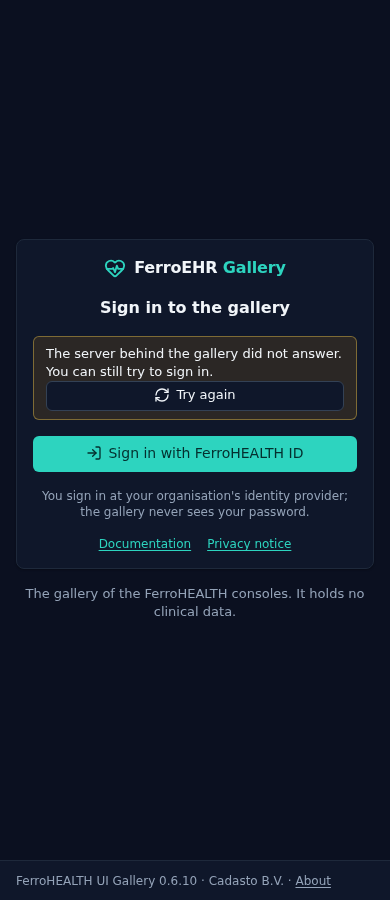 FerroEHR Gallery
Sign in to the gallery
The server behind the gallery did not answer.
You can still try to sign in.
Try again
Sign in with FerroHEALTH ID
You sign in at your organisation's identity provider;
the gallery never sees your password.
Documentation Privacy notice
The gallery of the FerroHEALTH consoles. It holds no
clinical data.
FerroHEALTH UI Gallery 0.6.10 · Cadasto B.V. · About